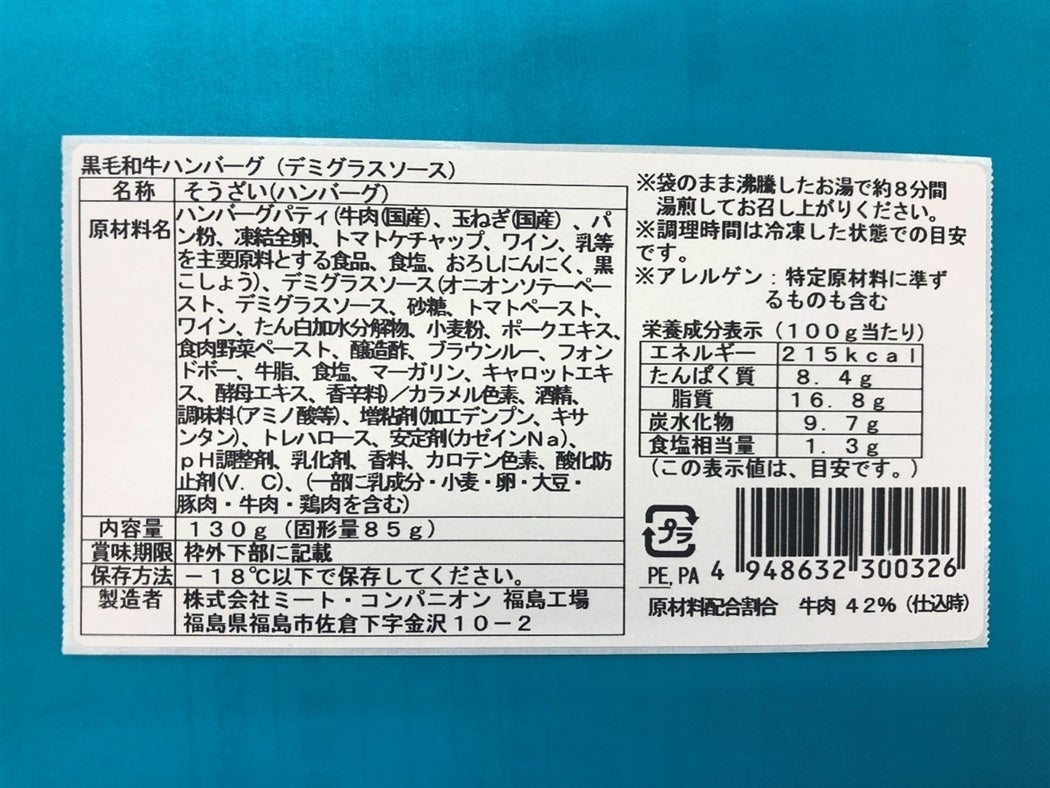 黒毛和牛ハンバーグ（デミグラスソース）
名称 そうざい(ハンバーグ)
原材料名 ハンバーグパティ(牛肉(国産)、玉ねぎ(国産)、パ
ン粉、凍結全卵、トマトケチャップ、ワイン、乳等
を主要原料とする食品、食塩、おろしにんにく、黒
こしょう)、デミグラスソース(オニオンソテーペー
スト、デミグラスソース、砂糖、トマトペースト、
ワイン、たん白加水分解物、小麦粉、ポークエキス、
食肉野菜ペースト、醸造酢、ブラウンルー、フォン
ドボー、牛脂、食塩、マーガリン、キャロットエキ
ス、酵母エキス、香辛料)／カラメル色素、酒精、
調味料(アミノ酸等)、増粘剤(加工デンプン、キサ
ンタン)、トレハロース、安定剤(カゼインNa)、
pH調整剤、乳化剤、香料、カロテン色素、酸化防
止剤(V．C)、(一部に乳成分・小麦・卵・大豆・
豚肉・牛肉・鶏肉を含む)
内容量 １３０ｇ（固形量８５ｇ）
賞味期限 枠外下部に記載
保存方法 －１８℃以下で保存してください。
製造者 株式会社ミート・コンパニオン 福島工場
福島県福島市佐倉下字金沢１０－２
※袋のまま沸騰したお湯で約８分間
湯煎してお召し上がりください。
※調理時間は冷凍した状態での目安
です。
※アレルゲン：特定原材料に準ず
るものも含む
栄養成分表示（１００ｇ当たり）
エネルギー ２１５ｋｃａｌ
たんぱく質 ８．４ｇ
脂質 １６．８ｇ
炭水化物 ９．７ｇ
食塩相当量 １．３ｇ
（この表示値は、目安です。）
プラ
PE, PA
4 948632 300326
原材料配合割合 牛肉 42%（仕込時）